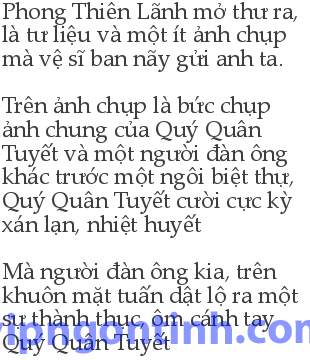 Phong Thiên Lãnh mở thư ra,
là tư liệu và một ít ảnh chụp
mà vệ sĩ ban nãy gửi anh ta.
Trên ảnh chụp là bức chụp
ảnh chung của Quý Quân
Tuyết và một người đàn ông
khác trước một ngôi biệt thự,
Quý Quân Tuyết cười cực kỳ
xán lạn, nhiệt huyết
Mà người đàn ông kia, trên
khuôn mặt tuấn dật lộ ra một
sự thành thục, ôm cánh tay
Quý Quân Tuyết
vipngontinh.com